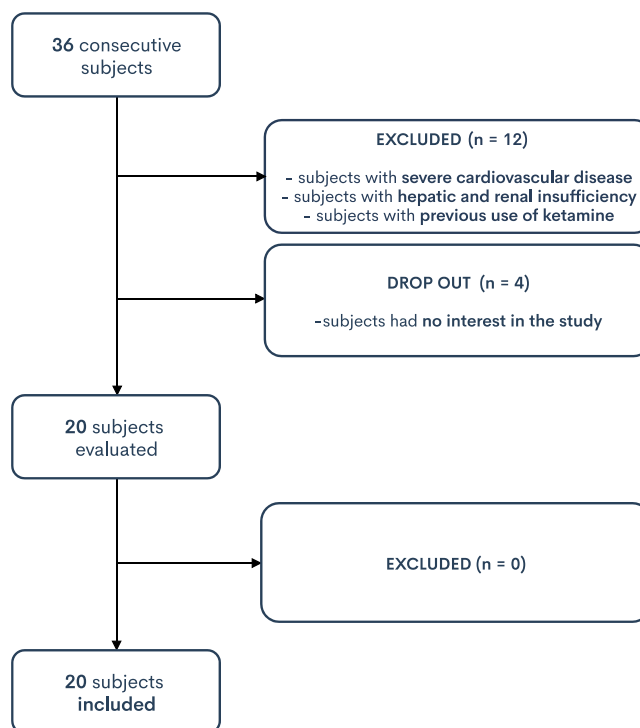 36 consecutive
subjects
EXCLUDED (n = 12)
- subjects with severe cardiovascular disease
- subjects with hepatic and renal insufficiency
- subjects with previous use of ketamine
DROP OUT (n = 4)
-subjects had no interest in the study
20 subjects
evaluated
EXCLUDED (n = 0)
20 subjects
included